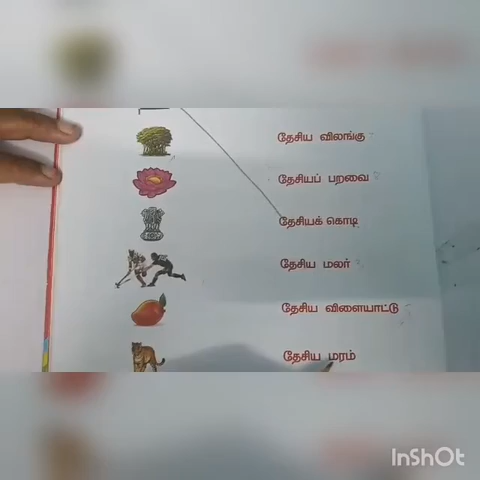 தேசிய விலங்கு
தேசியப் பறவை
தேசியக் கொடி
தேசிய மலர்
தேசிய விளையாட்டு
தேசிய மரம்
InShOt